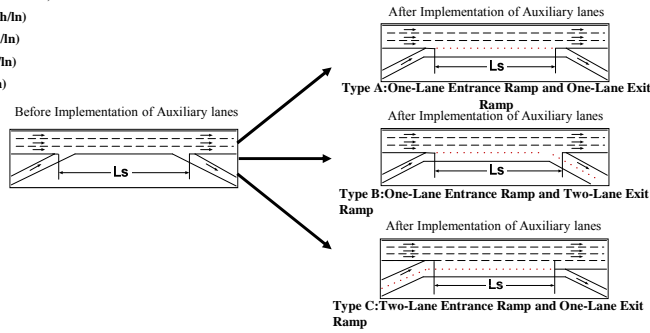 h/ln)
/ln)
/ln)
)
Before Implementation of Auxiliary lanes
Ls
After Implementation of Auxiliary lanes
Ls
Type A:One-Lane Entrance Ramp and One-Lane Exit
Ramp
After Implementation of Auxiliary lanes
Ls
Type B:One-Lane Entrance Ramp and Two-Lane Exit
Ramp
After Implementation of Auxiliary lanes
Ls
Type C:Two-Lane Entrance Ramp and One-Lane Exit
Ramp